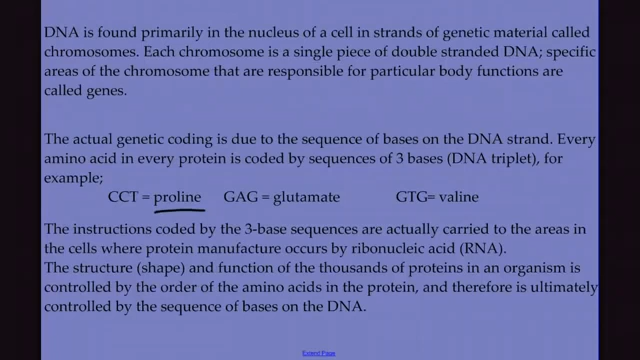 DNA is found primarily in the nucleus of a cell in strands of genetic material called
chromosomes. Each chromosome is a single piece of double stranded DNA; specific
areas of the chromosome that are responsible for particular body functions are
called genes.
The actual genetic coding is due to the sequence of bases on the DNA strand. Every
amino acid in every protein is coded by sequences of 3 bases (DNA triplet), for
example;
CCT = proline GAG = glutamate GTG= valine
The instructions coded by the 3-base sequences are actually carried to the areas in
the cells where protein manufacture occurs by ribonucleic acid (RNA).
The structure (shape) and function of the thousands of proteins in an organism is
controlled by the order of the amino acids in the protein, and therefore is ultimately
controlled by the sequence of bases on the DNA.
Extend Page